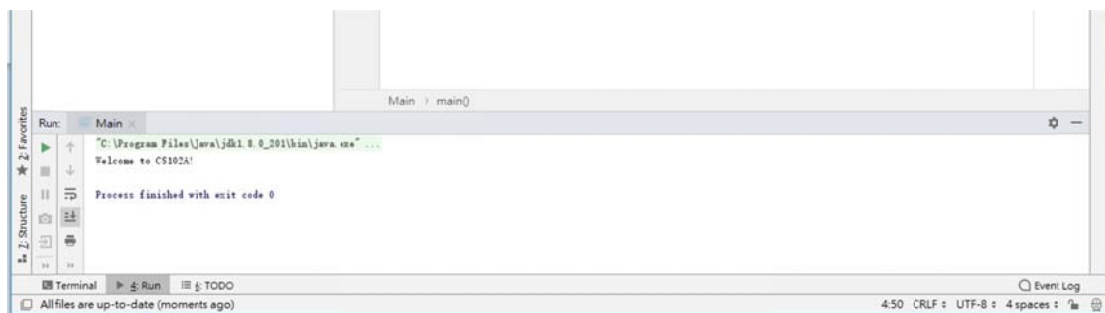 Main › main()
2: Favorites
7: Structure
Run: Main ×
"C:\Program Files\Java\jdk1.8.0_201\bin\java.exe" ...
Welcome to CS102A!
Process finished with exit code 0
Terminal 4: Run 6: TODO Event Log
All files are up-to-date (moments ago) 4:50 CRLF UTF-8 4 spaces